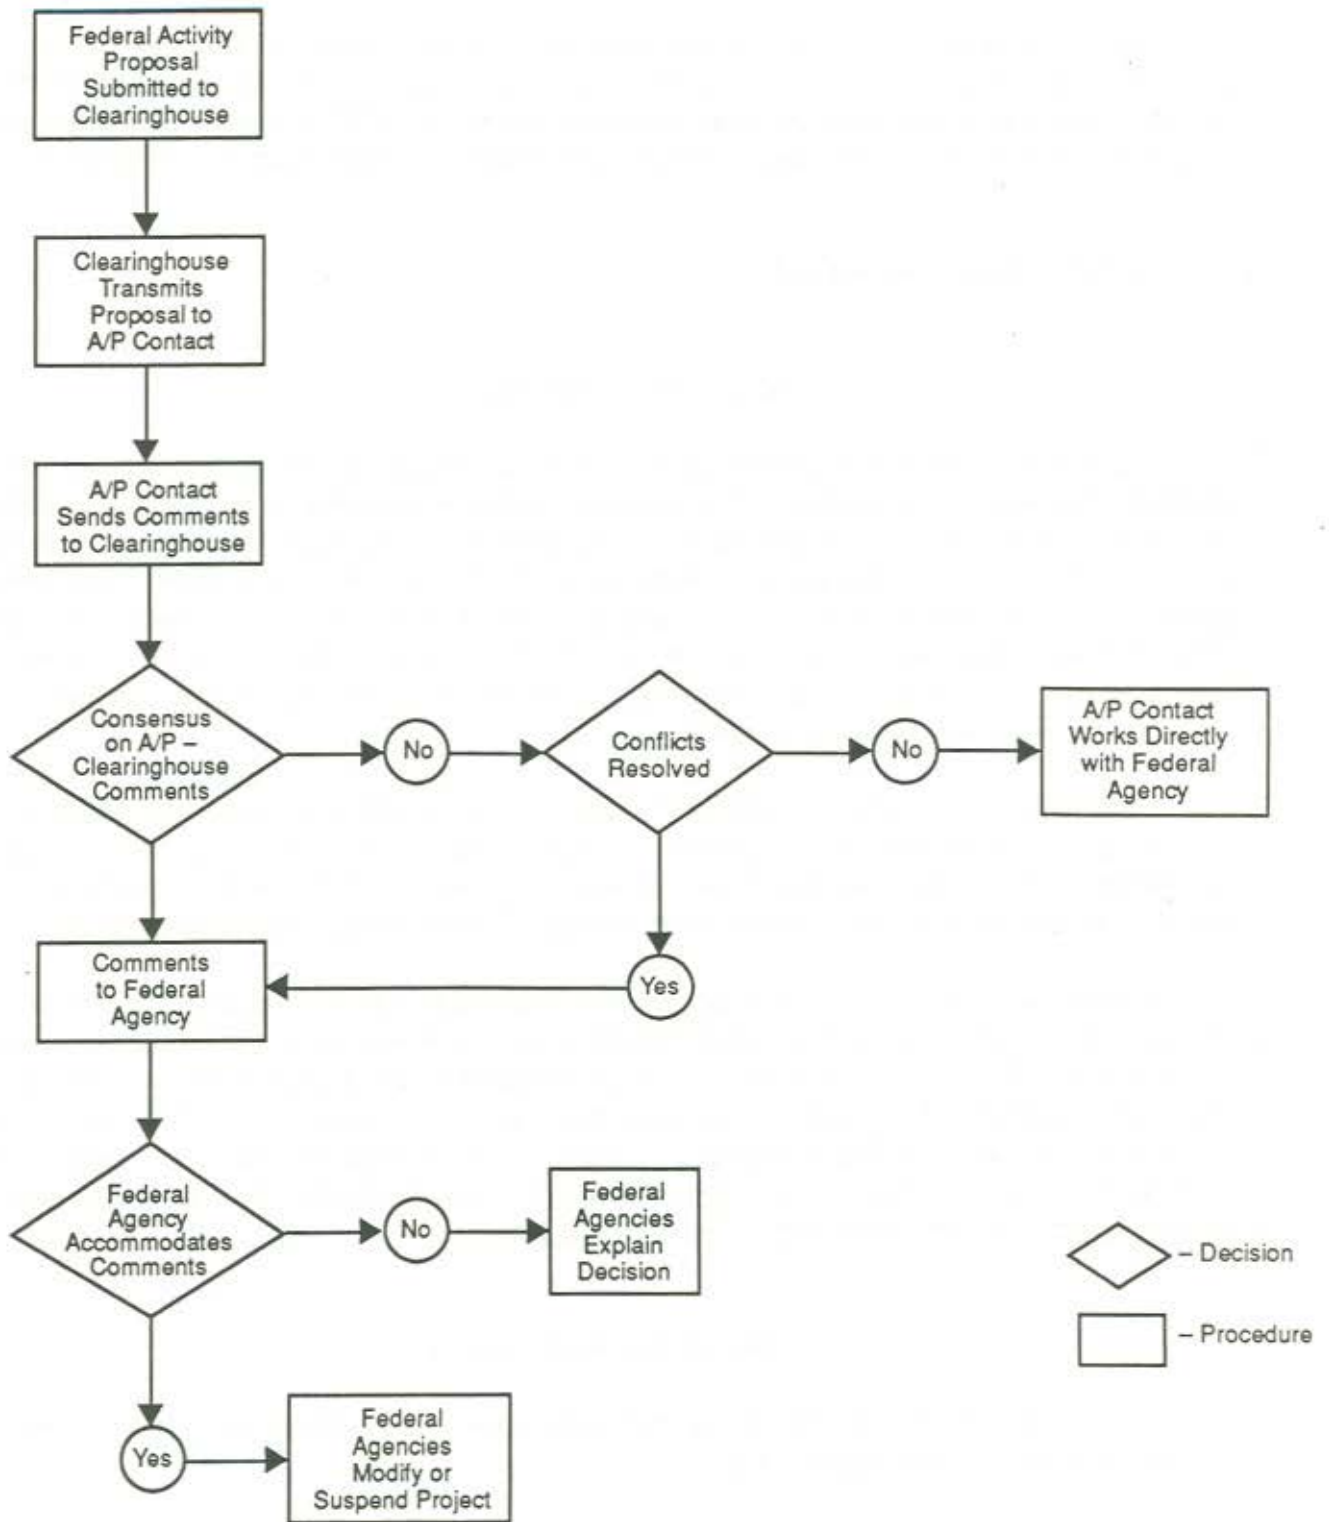 Federal Activity
Proposal
Submitted to
Clearinghouse
Clearinghouse
Transmits
Proposal to
A/P Contact
A/P Contact
Sends Comments
to Clearinghouse
Consensus
on A/P –
Clearinghouse
Comments
No
Conflicts
Resolved
No
A/P Contact
Works Directly
with Federal
Agency
Comments
to Federal
Agency
Yes
Federal
Agency
Accommodates
Comments
No
Federal
Agencies
Explain
Decision
– Decision
– Procedure
Yes
Federal
Agencies
Modify or
Suspend Project